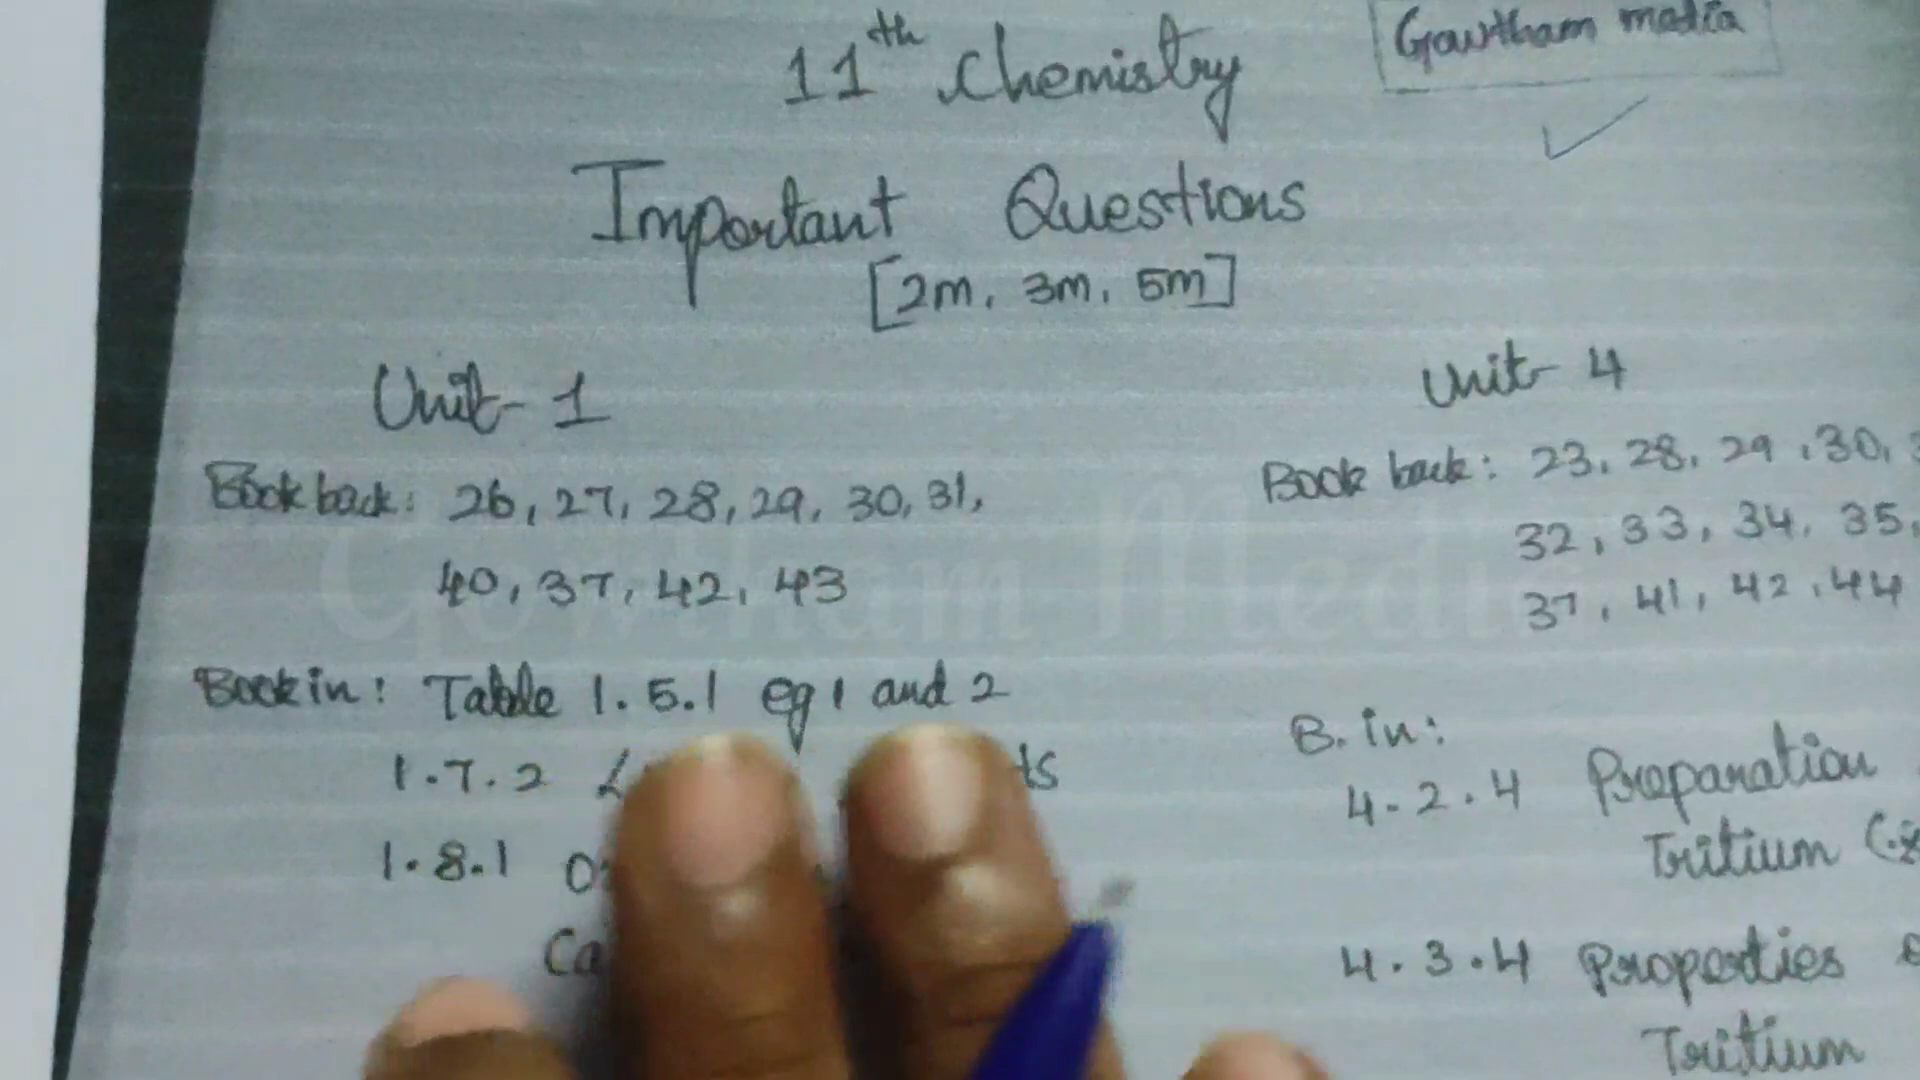 11th Chemistry
Gowtham media
Important Questions
[2m, 3m, 5m]
Unit-1
Book back: 26, 27, 28, 29, 30, 31,
40, 37, 42, 43
Book in: Table 1.5.1 eg 1 and 2
1.7.2
1.8.1
Unit-4
Book back: 23, 28, 29, 30,
32, 33, 34, 35,
37, 41, 42, 44
B. in:
4.2.4 Preparation
Tritium
4.3.4 Properties
Tritium
Gowtham Media